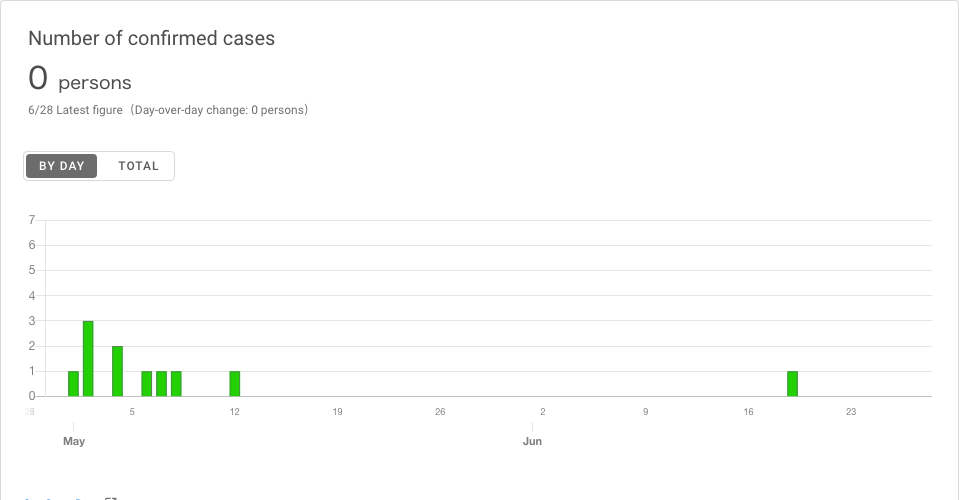 Number of confirmed cases
0 persons
6/28 Latest figure (Day-over-day change: 0 persons)
BY DAY TOTAL
7
6
5
4
3
2
1
0
28 5 12 19 26 2 9 16 23
May Jun